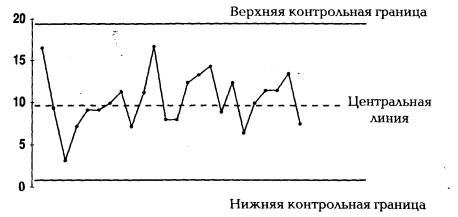 Верхняя контрольная граница
20
15
10
5
0
Центральная
линия
Нижняя контрольная граница